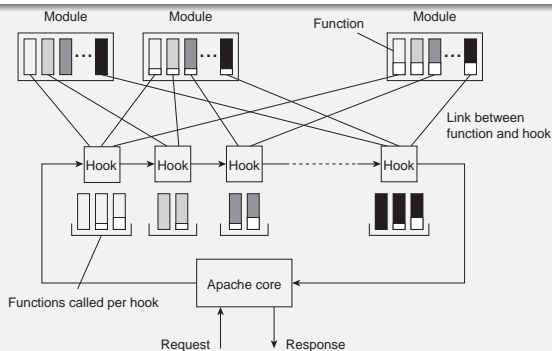 Module
Module
Module
Function
...
...
...
Link between
function and hook
Hook
Hook
Hook
Hook
Functions called per hook
Apache core
Request
Response